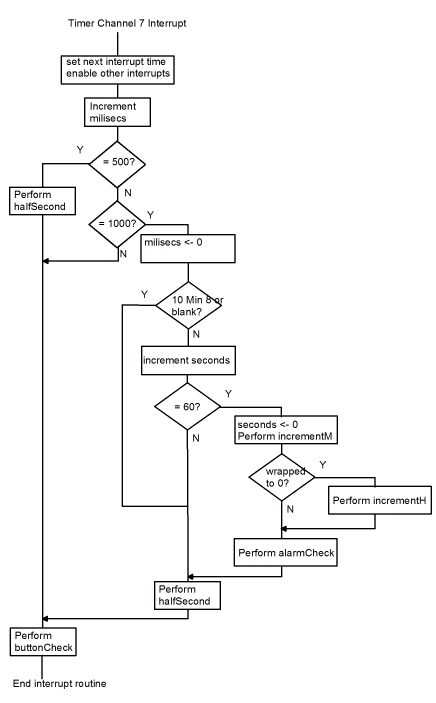 Timer Channel 7 Interrupt
set next interrupt time
enable other interrupts
Increment
milisecs
Y
= 500?
N
Perform
halfSecond
= 1000?
Y
N
milisecs <- 0
Y
10 Min 8 or
blank?
N
increment seconds
Y
= 60?
N
seconds <- 0
Perform incrementM
wrapped
to 0?
Y
N
Perform incrementH
Perform alarmCheck
Perform
halfSecond
Perform
buttonCheck
End interrupt routine